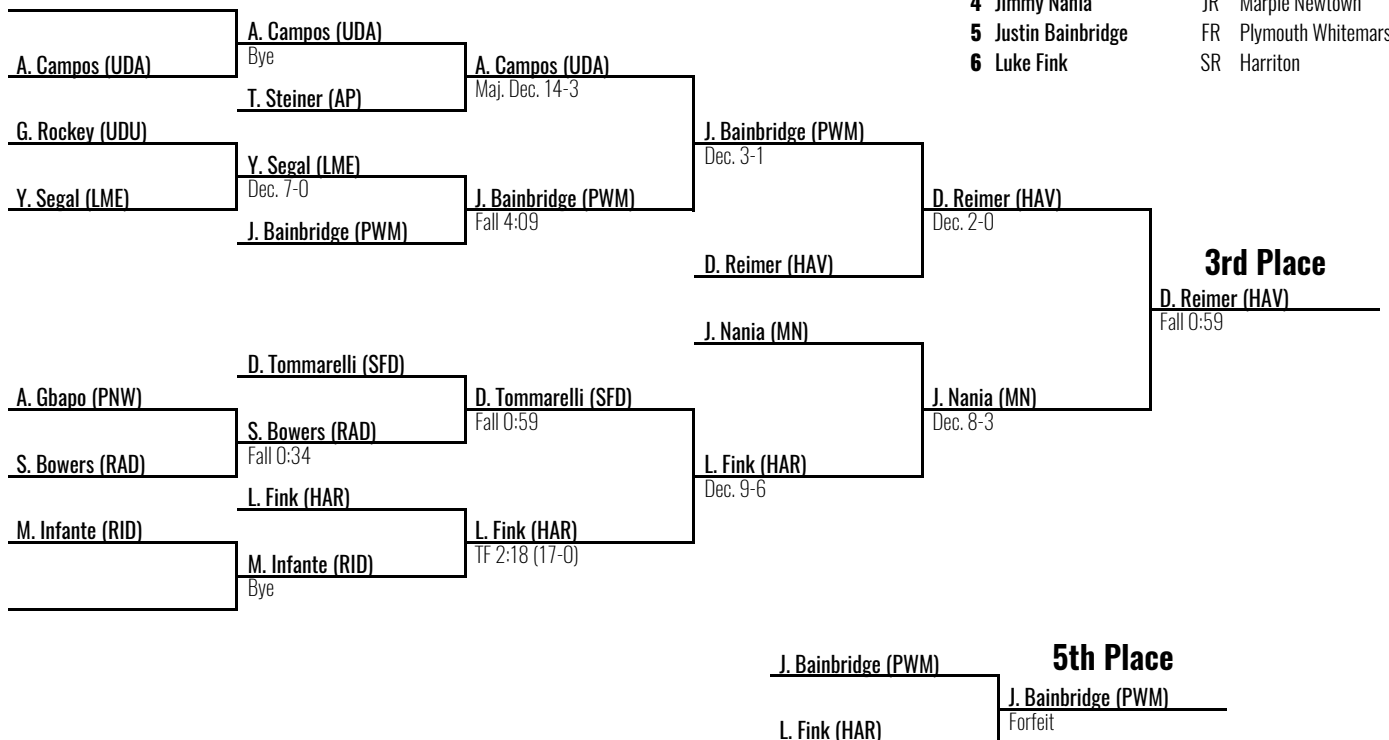 4 Jimmy Nania JR Marple Newtown
5 Justin Bainbridge FR Plymouth Whitemars
6 Luke Fink SR Harriton
A. Campos (UDA)
A. Campos (UDA)
Bye
T. Steiner (AP)
A. Campos (UDA)
Maj. Dec. 14-3
G. Rockey (UDU)
Y. Segal (LME)
Y. Segal (LME)
Dec. 7-0
J. Bainbridge (PWM)
J. Bainbridge (PWM)
Fall 4:09
J. Bainbridge (PWM)
Dec. 3-1
D. Reimer (HAV)
D. Reimer (HAV)
Dec. 2-0
3rd Place
D. Reimer (HAV)
Fall 0:59
J. Nania (MN)
D. Tommarelli (SFD)
A. Gbapo (PNW)
S. Bowers (RAD)
S. Bowers (RAD)
Fall 0:34
D. Tommarelli (SFD)
Fall 0:59
J. Nania (MN)
Dec. 8-3
L. Fink (HAR)
Dec. 9-6
L. Fink (HAR)
M. Infante (RID)
M. Infante (RID)
Bye
L. Fink (HAR)
TF 2:18 (17-0)
5th Place
J. Bainbridge (PWM)
J. Bainbridge (PWM)
Forfeit
L. Fink (HAR)